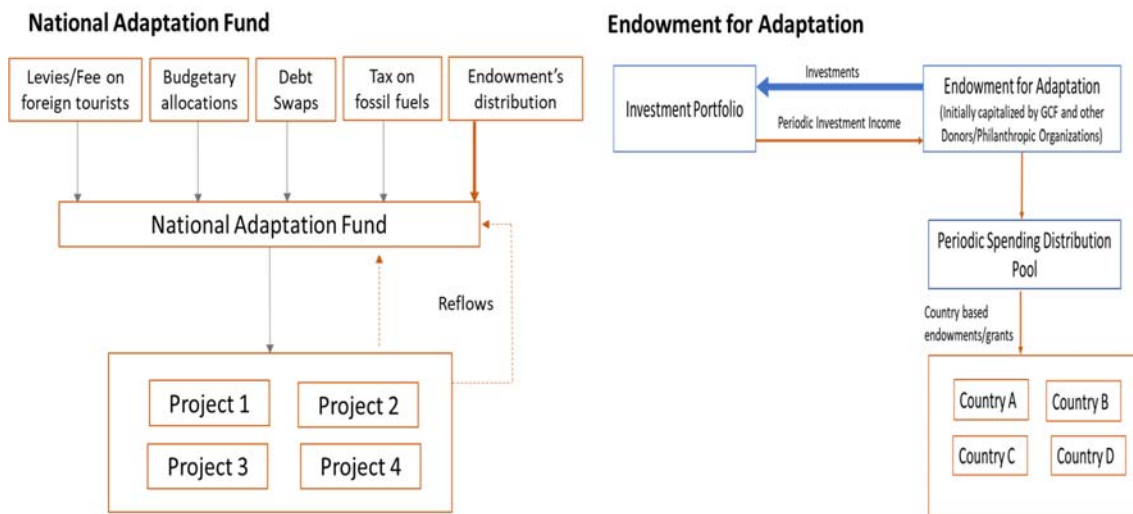 National Adaptation Fund
Levies/Fee on
foreign tourists
Budgetary
allocations
Debt
Swaps
Tax on
fossil fuels
Endowment's
distribution
National Adaptation Fund
Reflows
Project 1
Project 2
Project 3
Project 4
Endowment for Adaptation
Investment Portfolio
Investments
Periodic Investment Income
Endowment for Adaptation
(Initially capitalized by GCF and other
Donors/Philanthropic Organizations)
Periodic Spending Distribution
Pool
Country based
endowments/grants
Country A
Country B
Country C
Country D